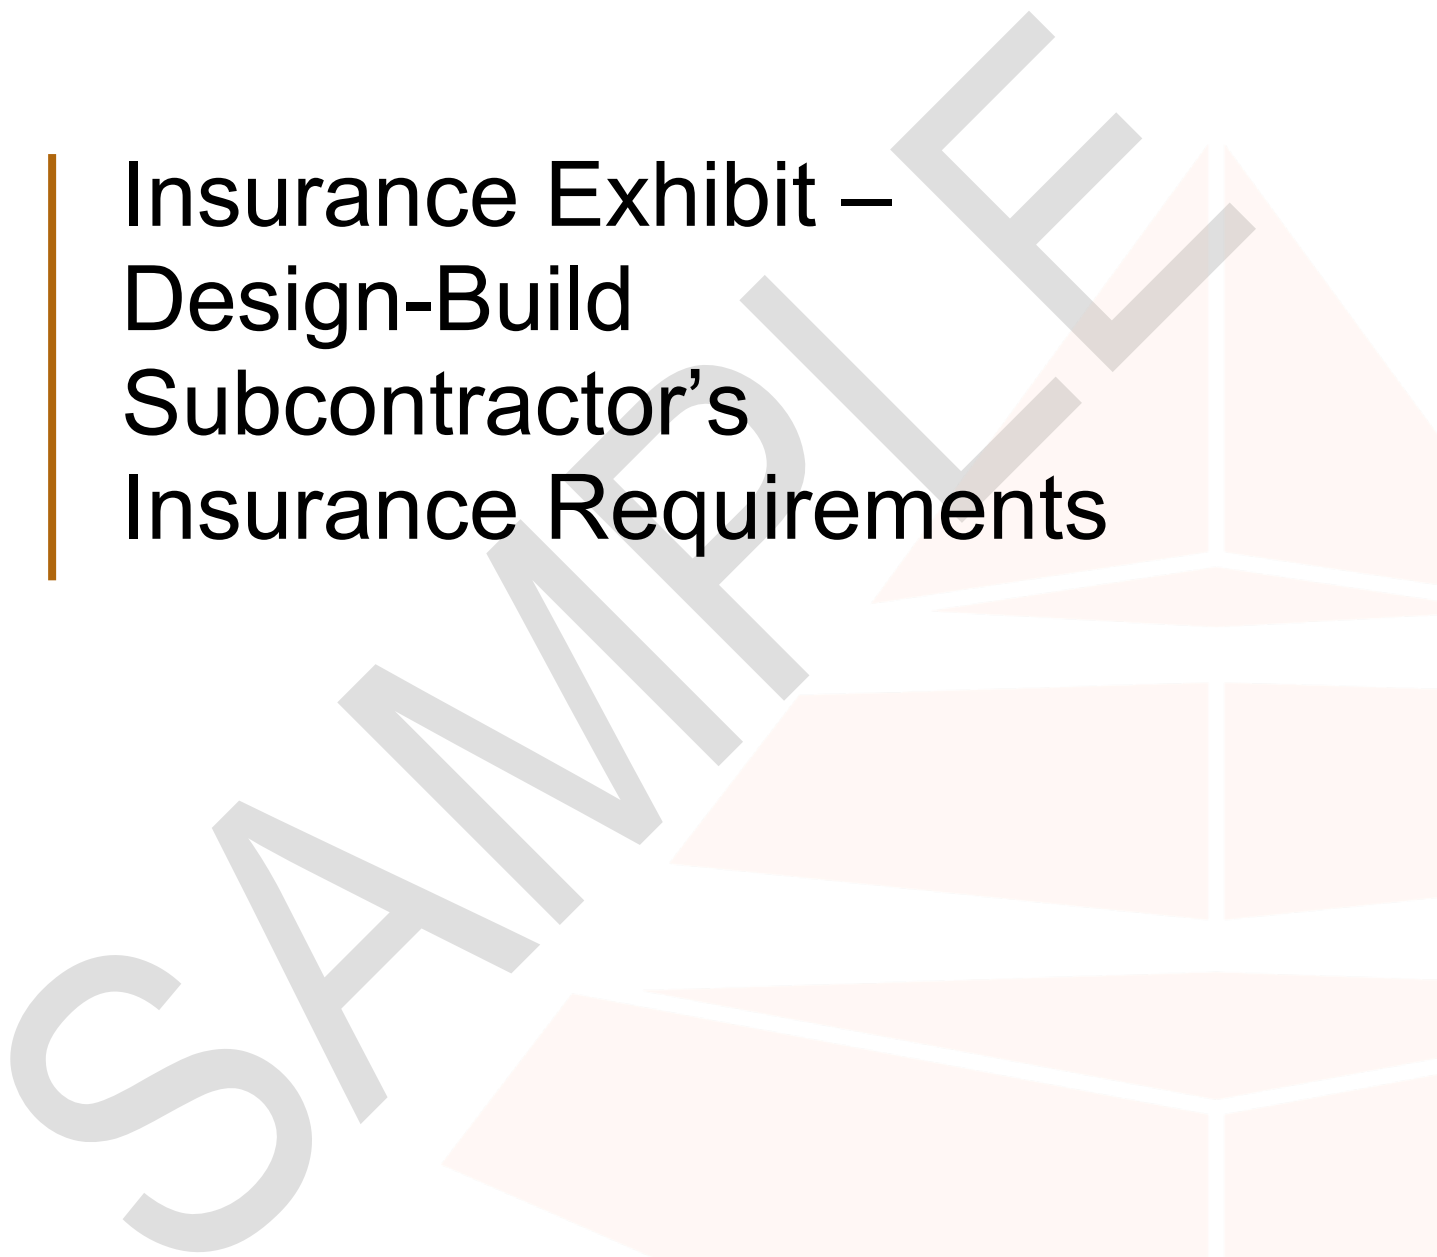 Insurance Exhibit –
Design-Build
Subcontractor’s
Insurance Requirements
SAMPLE